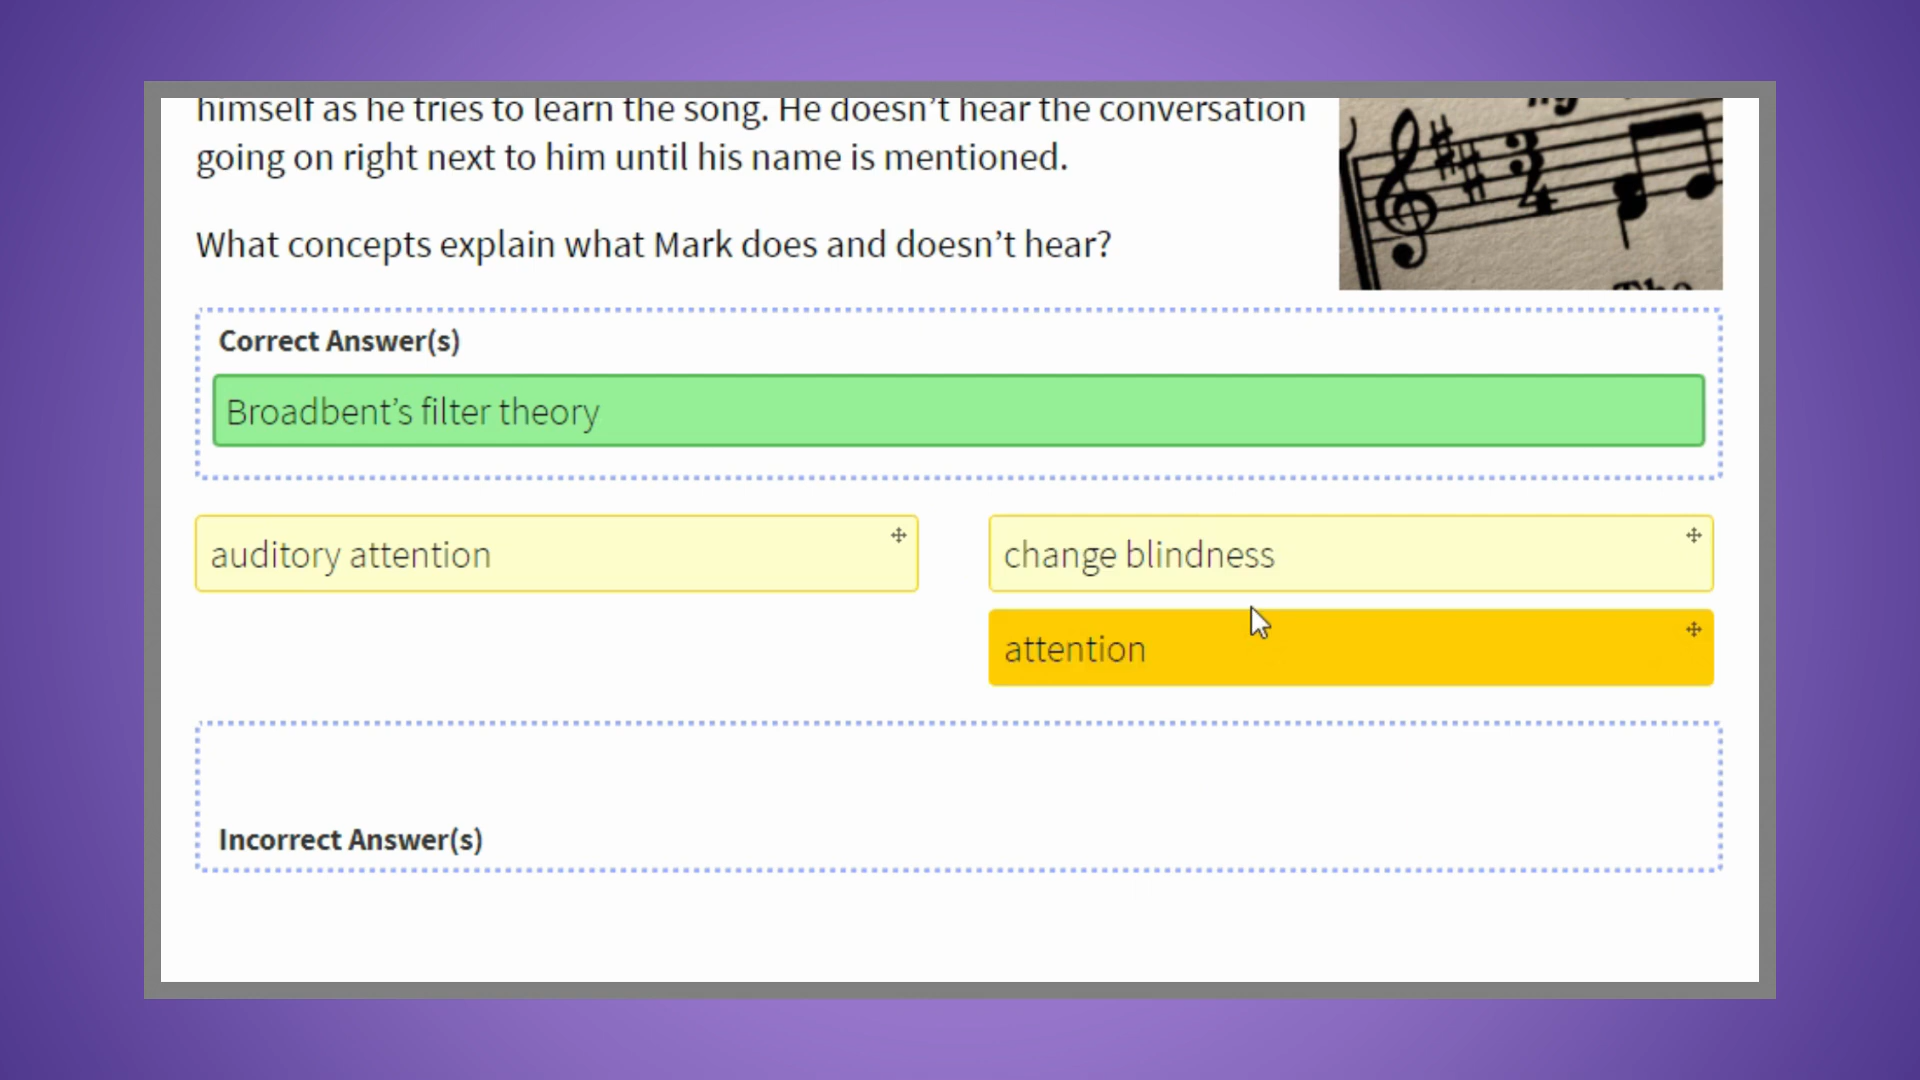 himself as he tries to learn the song. He doesn’t hear the conversation
going on right next to him until his name is mentioned.
What concepts explain what Mark does and doesn’t hear?
Correct Answer(s)
Broadbent’s filter theory
auditory attention
change blindness
attention
Incorrect Answer(s)